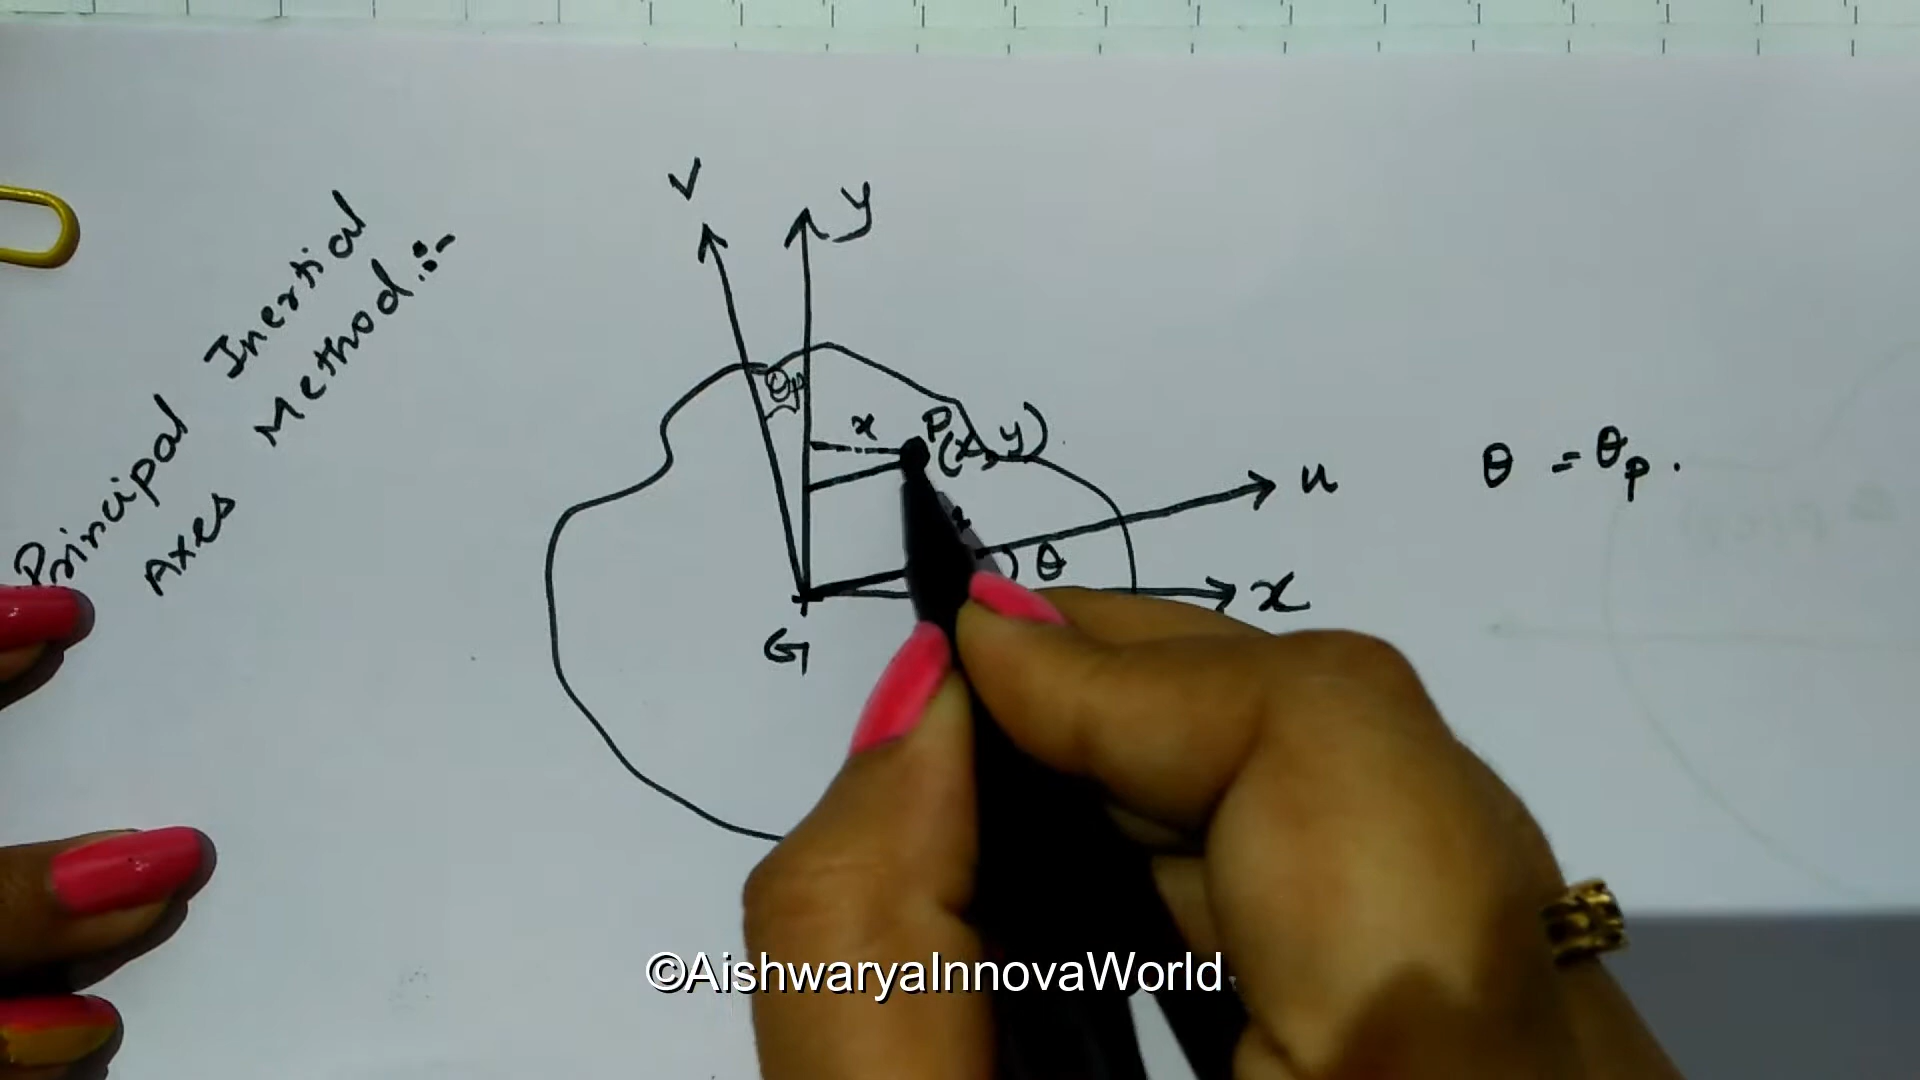 Principal Inertial
Axes Method :-
V
y
θp
x
P
(x, y)
u
θ
x
G
θ = θp.
©AishwaryaInnovaWorld